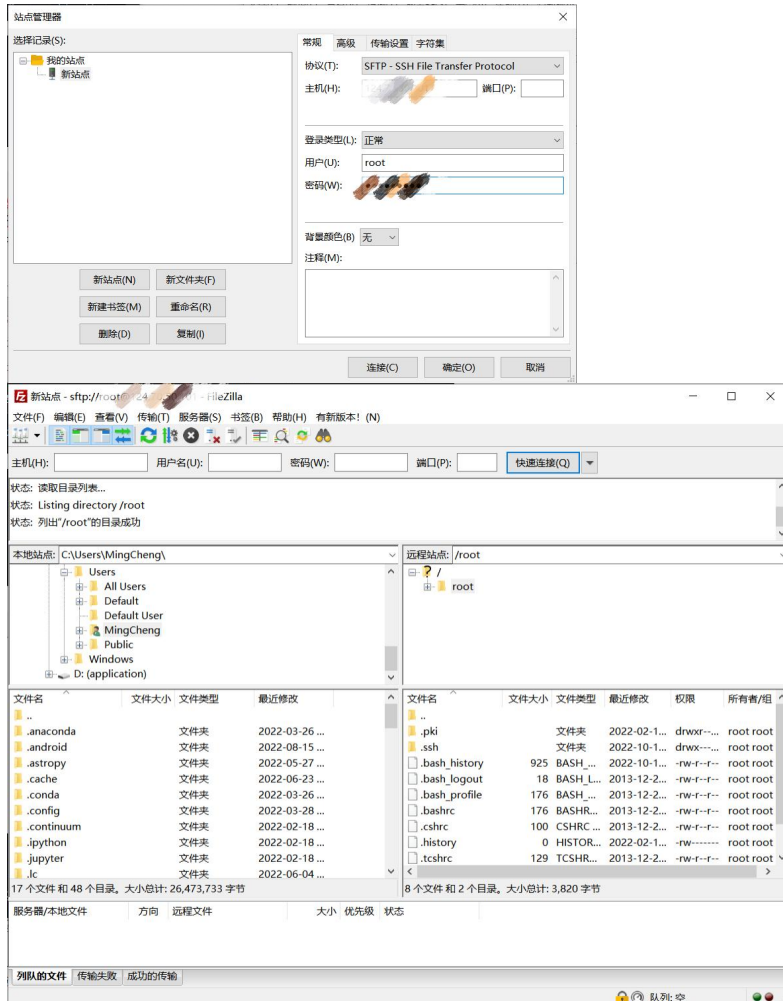 站点管理器
选择记录(S):
我的站点
新站点
新站点(N) 新文件夹(F)
新建书签(M) 重命名(R)
删除(D) 复制(I)
常规 高级 传输设置 字符集
协议(T): SFTP - SSH File Transfer Protocol
主机(H): 端口(P):
登录类型(L): 正常
用户(U): root
密码(W):
背景颜色(B) 无
注释(M):
连接(C) 确定(O) 取消
新站点 - sftp://root@ FileZilla
文件(F) 编辑(E) 查看(V) 传输(T) 服务器(S) 书签(B) 帮助(H) 有新版本! (N)
主机(H): 用户名(U): 密码(W): 端口(P): 快速连接(Q)
状态: 读取目录列表...
状态: Listing directory /root
状态: 列出"/root"的目录成功
本地站点: C:\Users\MingCheng\
Users
All Users
Default
Default User
MingCheng
Public
Windows
D: (application)
远程站点: /root
/
root
文件名 文件大小 文件类型 最近修改
..
.anaconda 文件夹 2022-03-26 ...
.android 文件夹 2022-08-15 ...
.astropy 文件夹 2022-05-27 ...
.cache 文件夹 2022-06-23 ...
.conda 文件夹 2022-03-26 ...
.config 文件夹 2022-03-28 ...
.continuum 文件夹 2022-02-18 ...
.ipython 文件夹 2022-02-18 ...
.jupyter 文件夹 2022-02-18 ...
.lc 文件夹 2022-06-04 ...
17 个文件 和 48 个目录。大小总计: 26,473,733 字节
文件名 文件大小 文件类型 最近修改 权限 所有者/组
..
.pki 文件夹 2022-02-1... drwxr--... root root
.ssh 文件夹 2022-10-1... drwx---... root root
.bash_history 925 BASH_... 2022-10-1... -rw-r--r-- root root
.bash_logout 18 BASH_L... 2013-12-2... -rw-r--r-- root root
.bash_profile 176 BASH_... 2013-12-2... -rw-r--r-- root root
.bashrc 176 BASHR... 2013-12-2... -rw-r--r-- root root
.cshrc 100 CSHRC ... 2013-12-2... -rw-r--r-- root root
.history 0 HISTOR... 2022-02-1... -rw------- root root
.tcshrc 129 TCSHR... 2013-12-2... -rw-r--r-- root root
8 个文件 和 2 个目录。大小总计: 3,820 字节
服务器/本地文件 方向 远程文件 大小 优先级 状态
列队的文件 传输失败 成功的传输
队列: 空